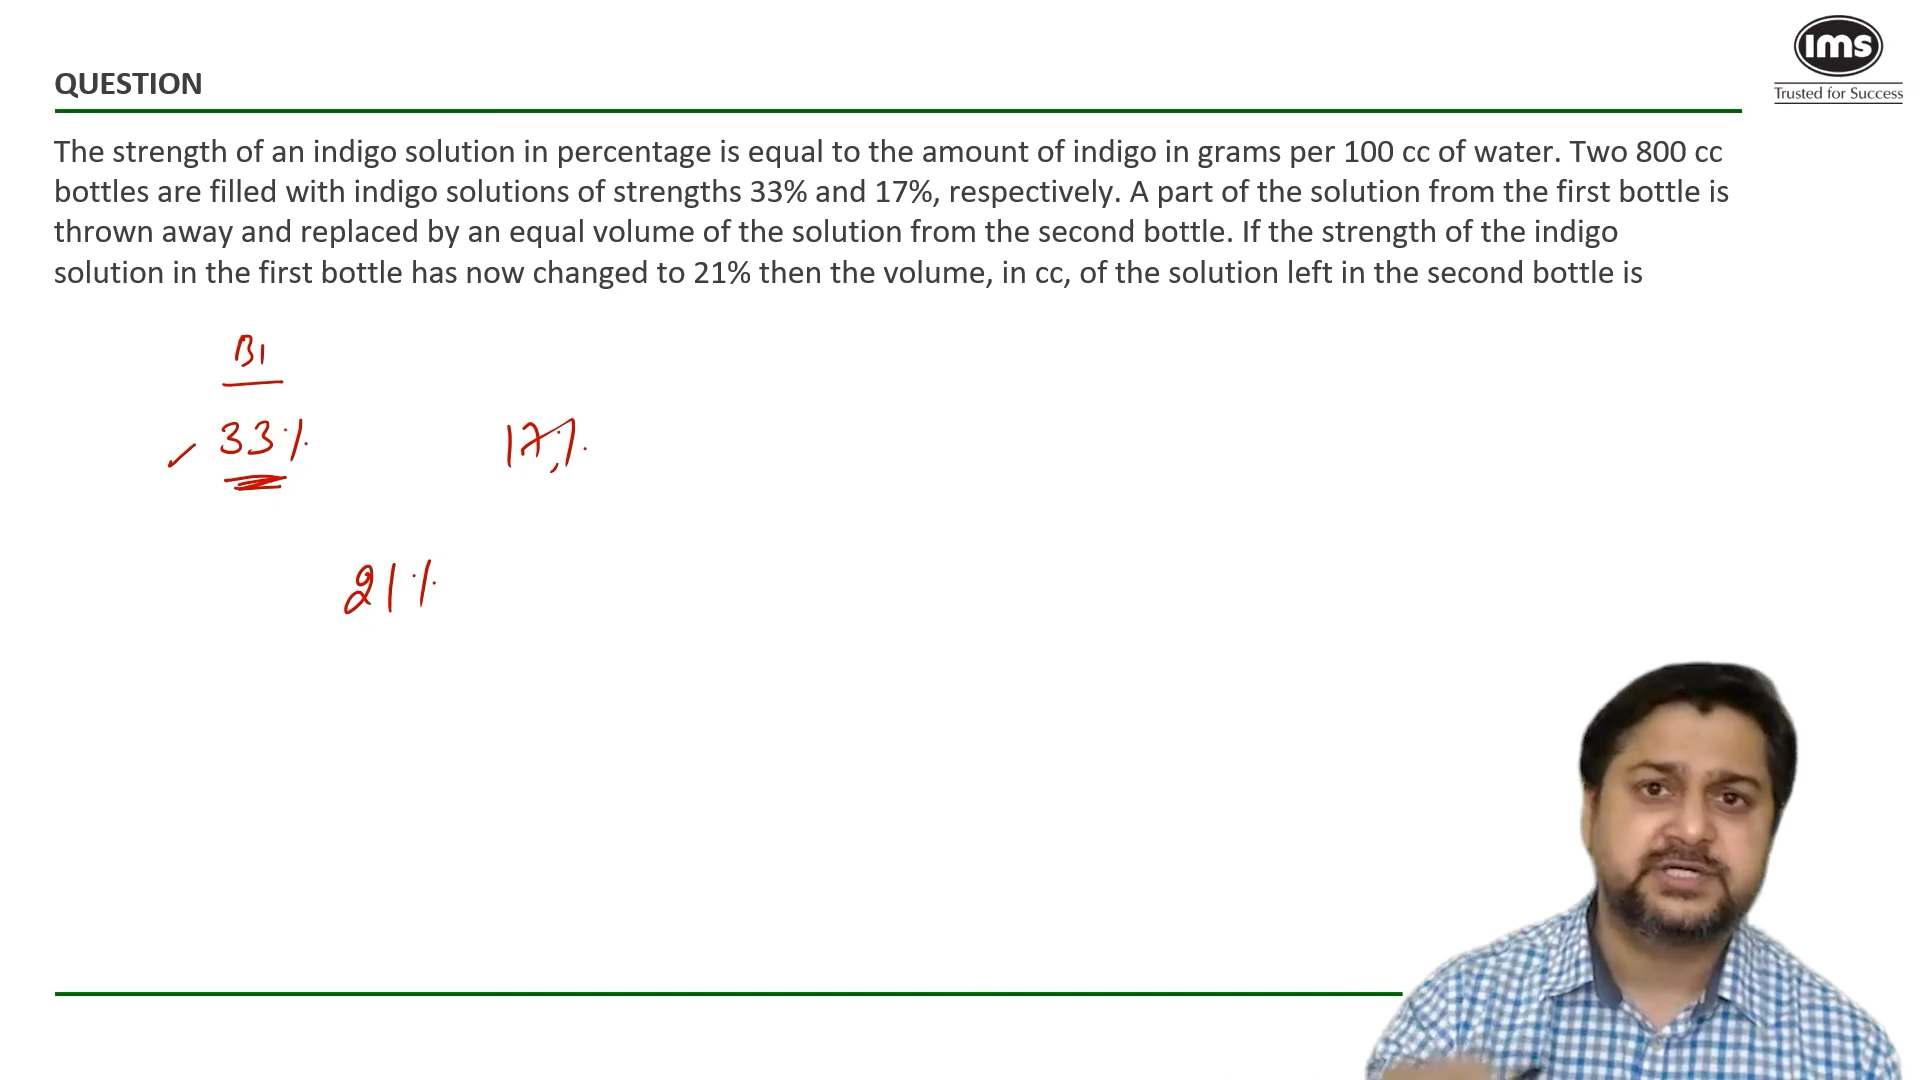 ims
Trusted for Success
QUESTION
The strength of an indigo solution in percentage is equal to the amount of indigo in grams per 100 cc of water. Two 800 cc
bottles are filled with indigo solutions of strengths 33% and 17%, respectively. A part of the solution from the first bottle is
thrown away and replaced by an equal volume of the solution from the second bottle. If the strength of the indigo
solution in the first bottle has now changed to 21% then the volume, in cc, of the solution left in the second bottle is
B1
33% 17%
21%